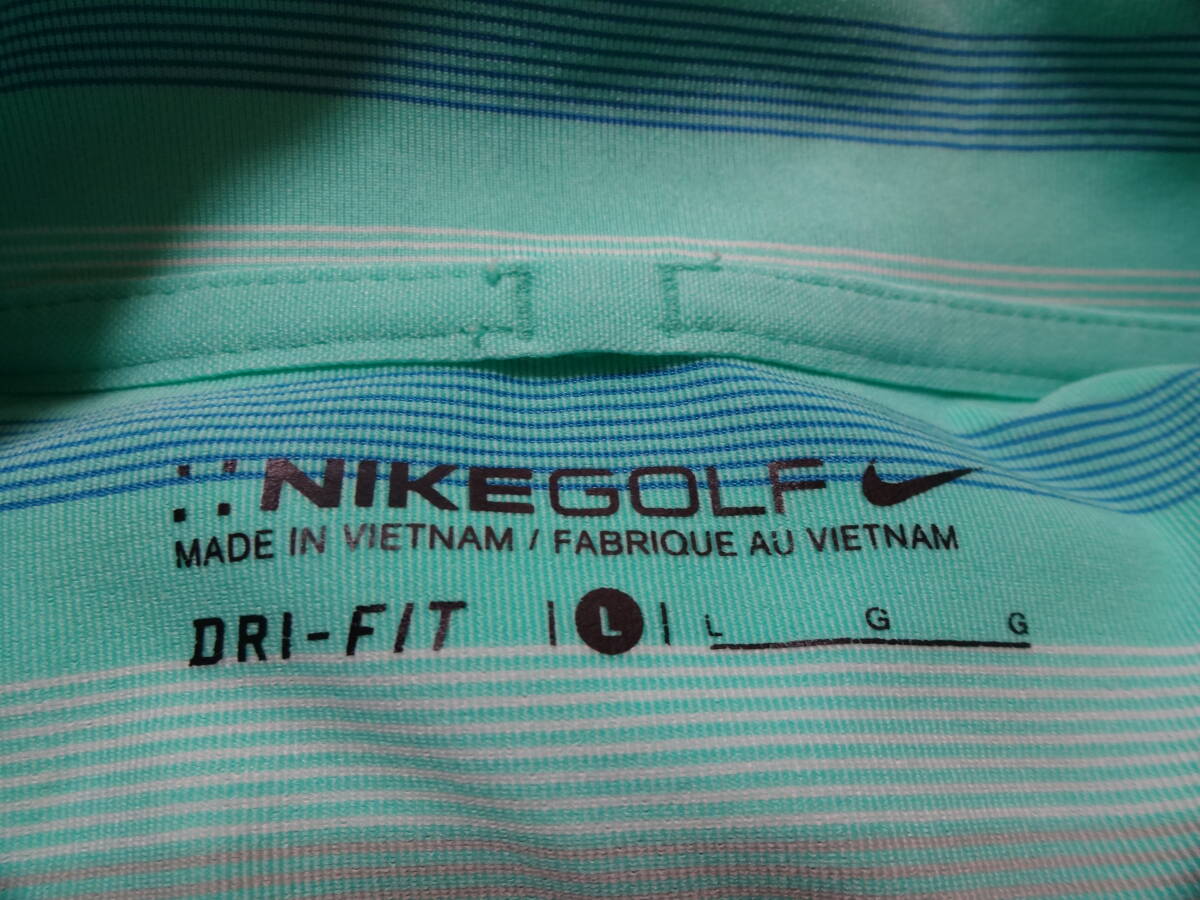 NIKEGOLF
MADE IN VIETNAM / FABRIQUE AU VIETNAM
DRI-FIT | L | L G G